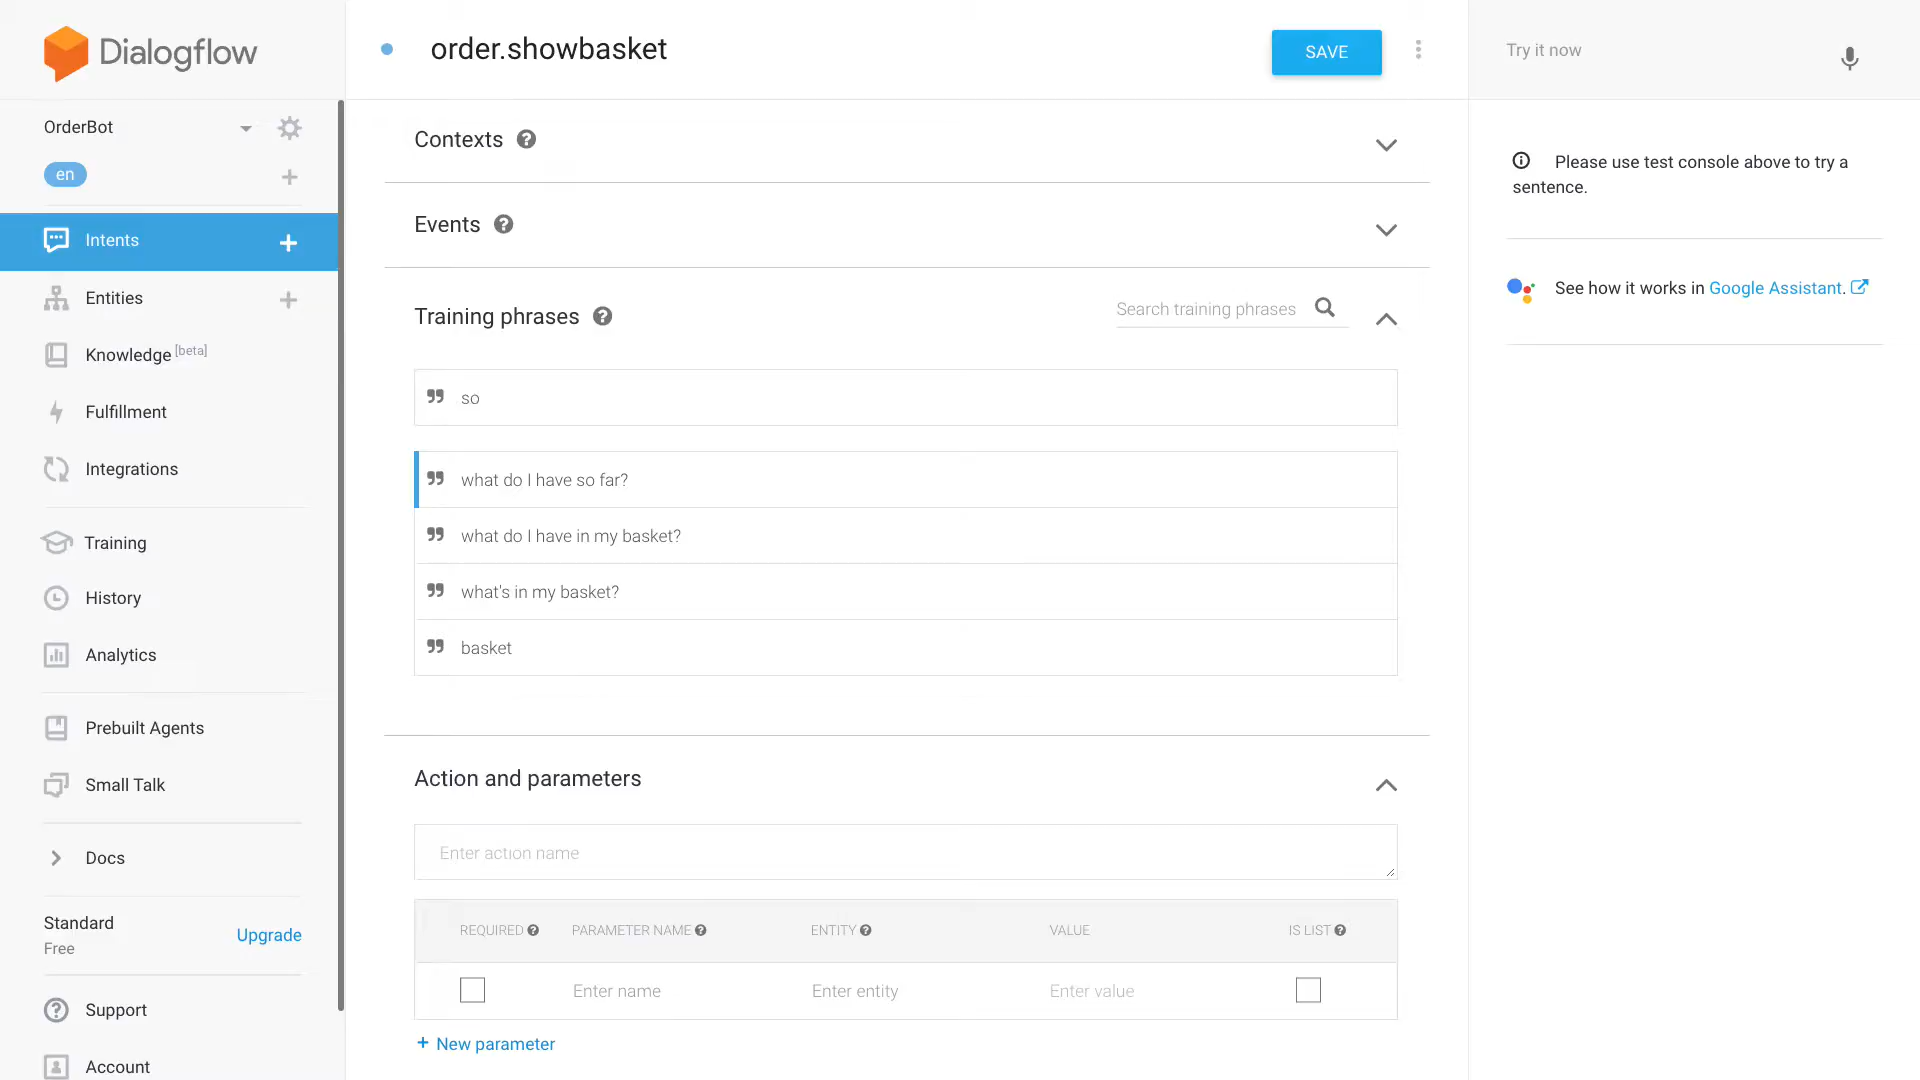 Dialogflow
OrderBot
en
Intents
Entities
Knowledge [beta]
Fulfillment
Integrations
Training
History
Analytics
Prebuilt Agents
Small Talk
Docs
Standard
Free
Upgrade
Support
Account
order.showbasket
SAVE
Contexts
Events
Training phrases
Search training phrases
so
what do I have so far?
what do I have in my basket?
what's in my basket?
basket
Action and parameters
Enter action name
REQUIRED PARAMETER NAME ENTITY VALUE IS LIST
Enter name Enter entity Enter value
+ New parameter
Try it now
Please use test console above to try a
sentence.
See how it works in Google Assistant.